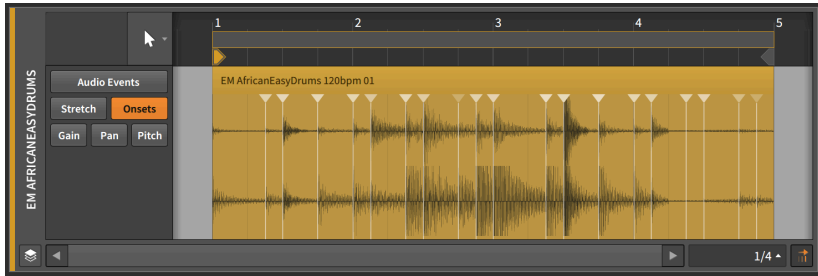 1 2 3 4 5
EM AFRICANEASYDRUMS
Audio Events
EM AfricanEasyDrums 120bpm 01
Stretch Onsets
Gain Pan Pitch
1/4